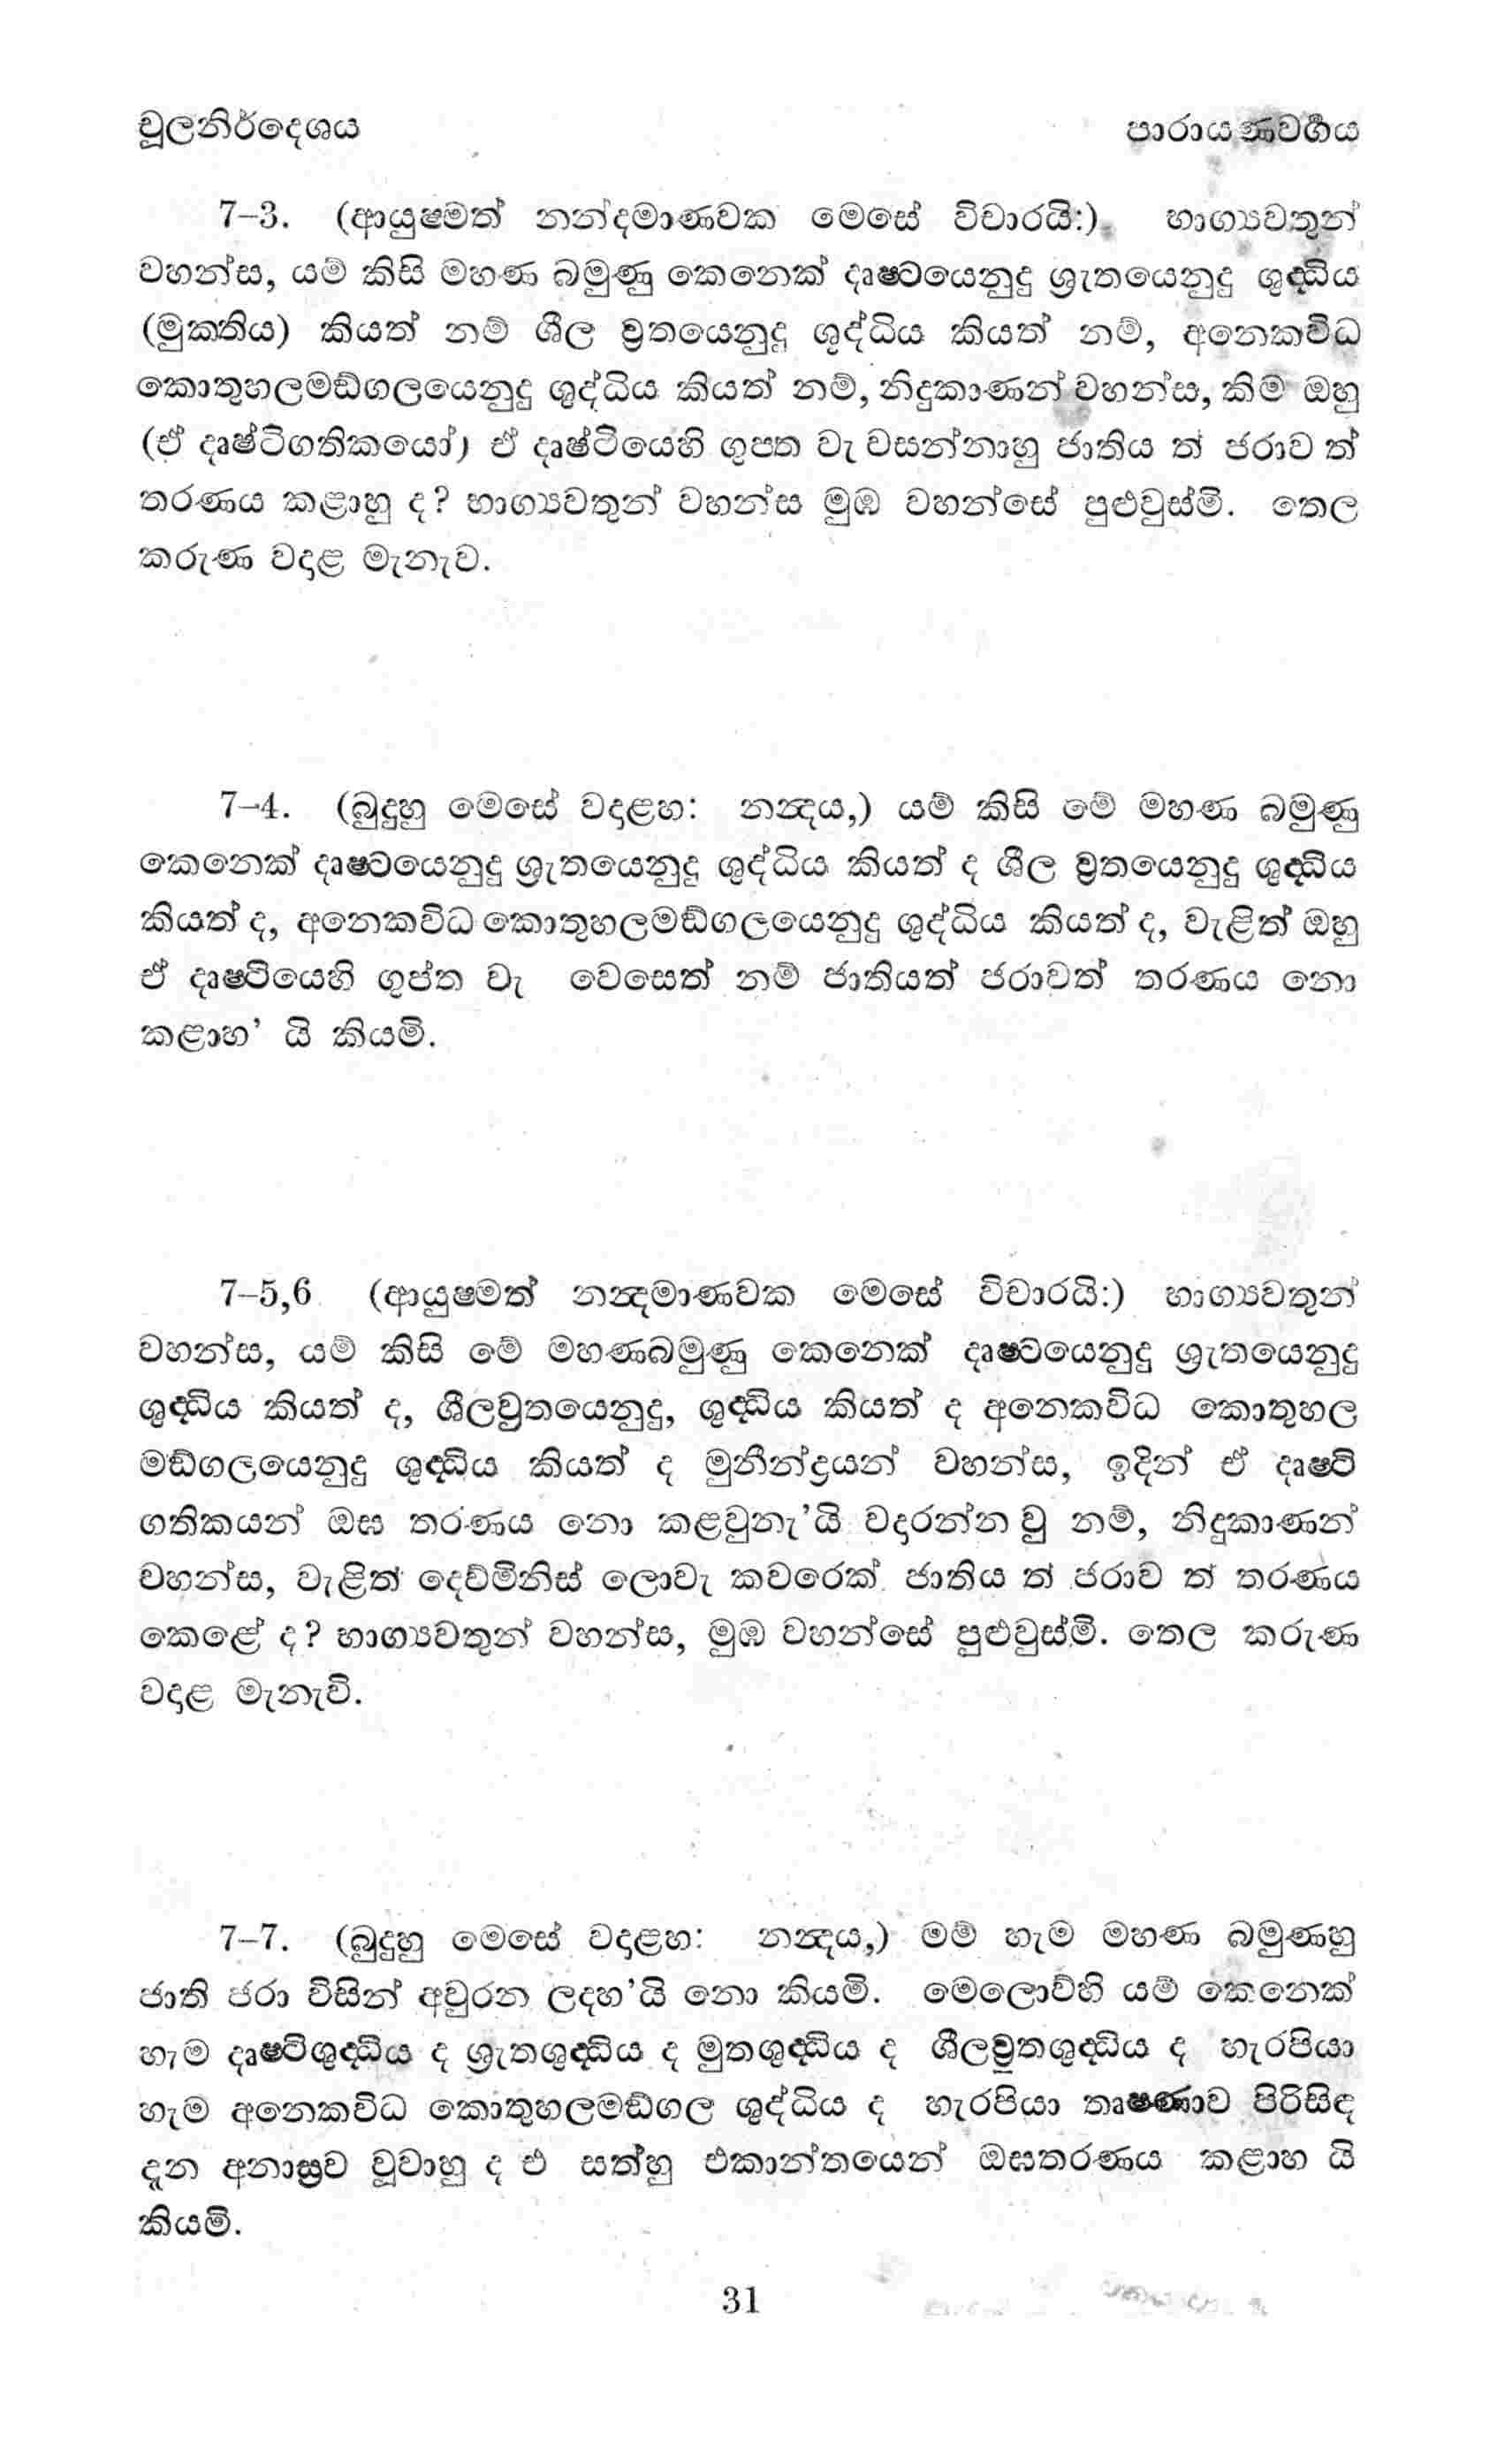 චූලනිර්දෙශය
පාරායණවර්‍ගය
7–3. (ආයුෂ්මත් නන්දමාණවක මෙසේ විචාරයි:) භාග්‍යවතුන්
වහන්ස, යම් කිසි මහණ බමුණු කෙනෙක් දෘෂ්ටයෙනුදු ශ්‍රැතයෙනුදු ශුද්‍ධිය
(මුක්තිය) කියත් නම් ශීල ව්‍රතයෙනුදු ශුද්ධිය කියත් නම්, අනෙකවිධ
කොතුහලමඞ්ගලයෙනුදු ශුද්ධිය කියත් නම්, නිදුකාණන් වහන්ස, කිම ඔහු
(ඒ දෘෂ්ටිගතිකයෝ) ඒ දෘෂ්ටියෙහි ගුප්ත වැ වසන්නාහු ජාතිය ත් ජරාව ත්
තරණය කළාහු ද? භාග්‍යවතුන් වහන්ස මුඹ වහන්සේ පුළුවුස්මි. තෙල
කරුණ වදාළ මැනැව.
7–4. (බුදුහු මෙසේ වදාළහ: නන්‍දය,) යම් කිසි මේ මහණ බමුණු
කෙනෙක් දෘෂ්ටයෙනුදු ශ්‍රැතයෙනුදු ශුද්ධිය කියත් ද ශීල ව්‍රතයෙනුදු ශුද්‍ධිය
කියත් ද, අනෙකවිධ කොතුහලමඞ්ගලයෙනුදු ශුද්ධිය කියත් ද, වැළිත් ඔහු
ඒ දෘෂ්ටියෙහි ගුප්ත වැ වෙසෙත් නම් ජාතියත් ජරාවත් තරණය නො
කළාහ’ යි කියමි.
7–5,6 (ආයුෂ්මත් නන්‍දමාණවක මෙසේ විචාරයි:) භාග්‍යවතුන්
වහන්ස, යම් කිසි මේ මහණබමුණු කෙනෙක් දෘෂ්ටයෙනුදු ශ්‍රැතයෙනුදු
ශුද්‍ධිය කියත් ද, ශීලව්‍රතයෙනුදු, ශුද්‍ධිය කියත් ද අනෙකවිධ කොතුහල
මඞ්ගලයෙනුදු ශුද්‍ධිය කියත් ද මුනීන්ද්‍රයන් වහන්ස, ඉදින් ඒ දෘෂ්ටි
ගතිකයන් ඔඝ තරණය නො කළවුනැ’යි වදාරන්න වු නම්, නිදුකාණන්
වහන්ස, වැළිත් දෙව්මිනිස් ලොවැ කවරෙක් ජාතිය ත් ජරාව ත් තරණය
කෙළේ ද? භාග්‍යවතුන් වහන්ස, මුඹ වහන්සේ පුළුවුස්මි. තෙල කරුණ
වදාළ මැනැවි.
7–7. (බුදුහු මෙසේ වදාළහ: නන්‍දය,) මම් හැම මහණ බමුණහු
ජාති ජරා විසින් අවුරන ලදහ’යි නො කියමි. මෙලොව්හි යම් කෙනෙක්
හැම දෘෂ්ටිශුද්‍ධිය ද ශ්‍රැතශුද්‍ධිය ද මුතශුද්‍ධිය ද ශීලව්‍රතශුද්‍ධිය ද හැරපියා
හැම අනෙකවිධ කොතුහලමඞ්ගල ශුද්ධිය ද හැරපියා තෘෂ්ණාව පිරිසිඳ
දැන අනාස්‍රව වූවාහු ද එ සත්හු එකාන්තයෙන් ඔඝතරණය කළාහ යි
කියමි.
31